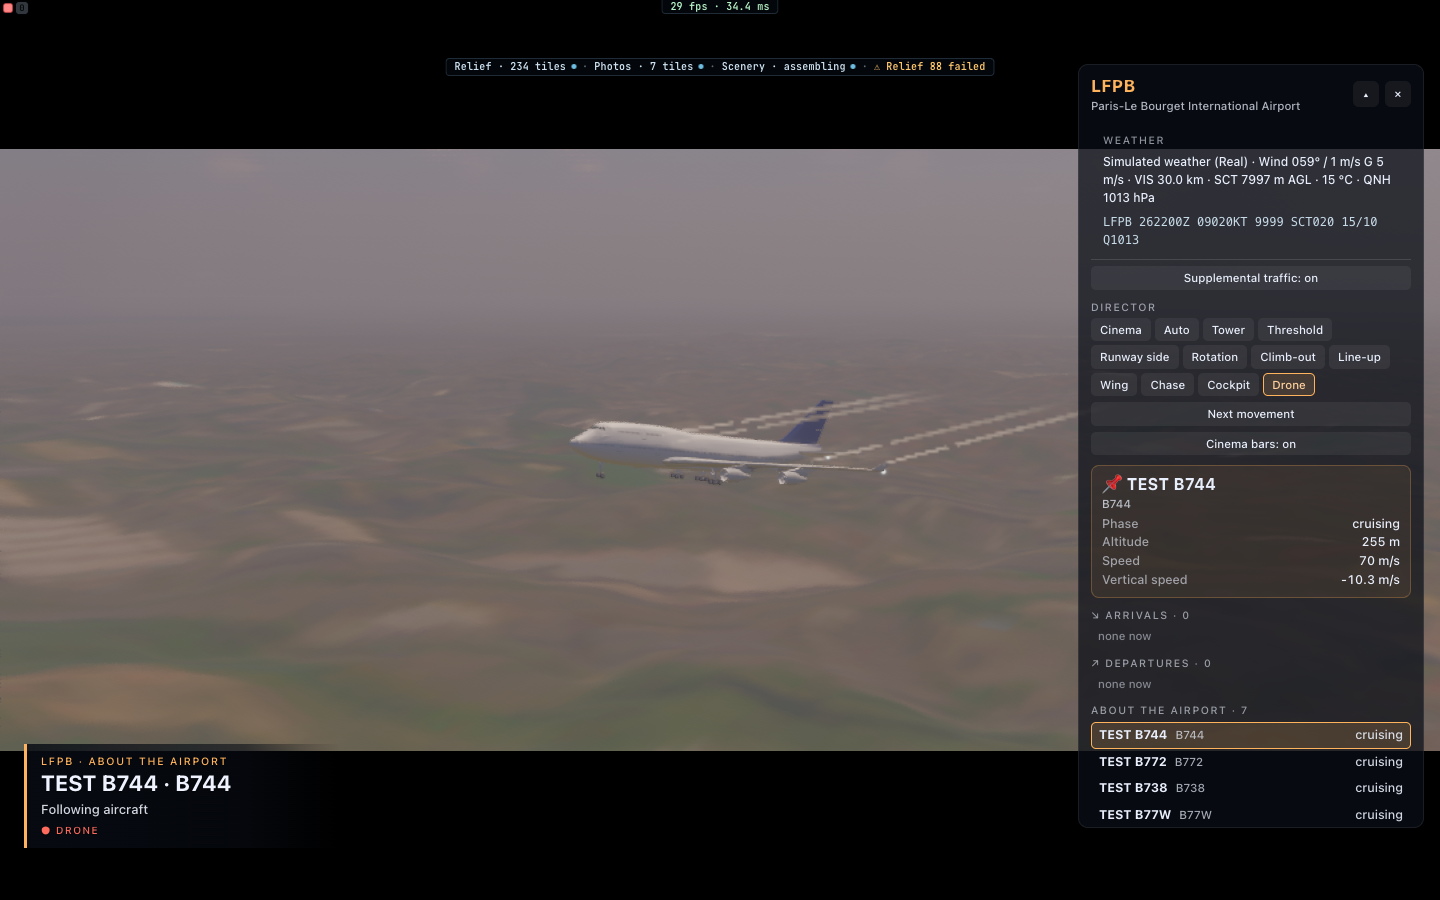 0
29 fps · 34.4 ms
Relief · 234 tiles · Photos · 7 tiles · Scenery · assembling · ⚠ Relief 88 failed
LFPB
Paris-Le Bourget International Airport
WEATHER
Simulated weather (Real) · Wind 059° / 1 m/s G 5
m/s · VIS 30.0 km · SCT 7997 m AGL · 15 °C · QNH
1013 hPa
LFPB 262200Z 09020KT 9999 SCT020 15/10
Q1013
Supplemental traffic: on
DIRECTOR
Cinema Auto Tower Threshold
Runway side Rotation Climb-out Line-up
Wing Chase Cockpit Drone
Next movement
Cinema bars: on
📌 TEST B744
B744
Phase cruising
Altitude 255 m
Speed 70 m/s
Vertical speed -10.3 m/s
↘ ARRIVALS · 0
none now
↗ DEPARTURES · 0
none now
ABOUT THE AIRPORT · 7
TEST B744 B744 cruising
TEST B772 B772 cruising
TEST B738 B738 cruising
TEST B77W B77W cruising
LFPB · ABOUT THE AIRPORT
TEST B744 · B744
Following aircraft
DRONE